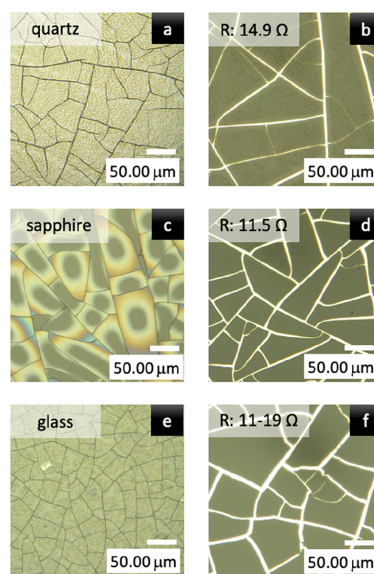 quartz a
R: 14.9 Ω b
50.00 µm
50.00 µm
sapphire c
R: 11.5 Ω d
50.00 µm
50.00 µm
glass e
R: 11-19 Ω f
50.00 µm
50.00 µm